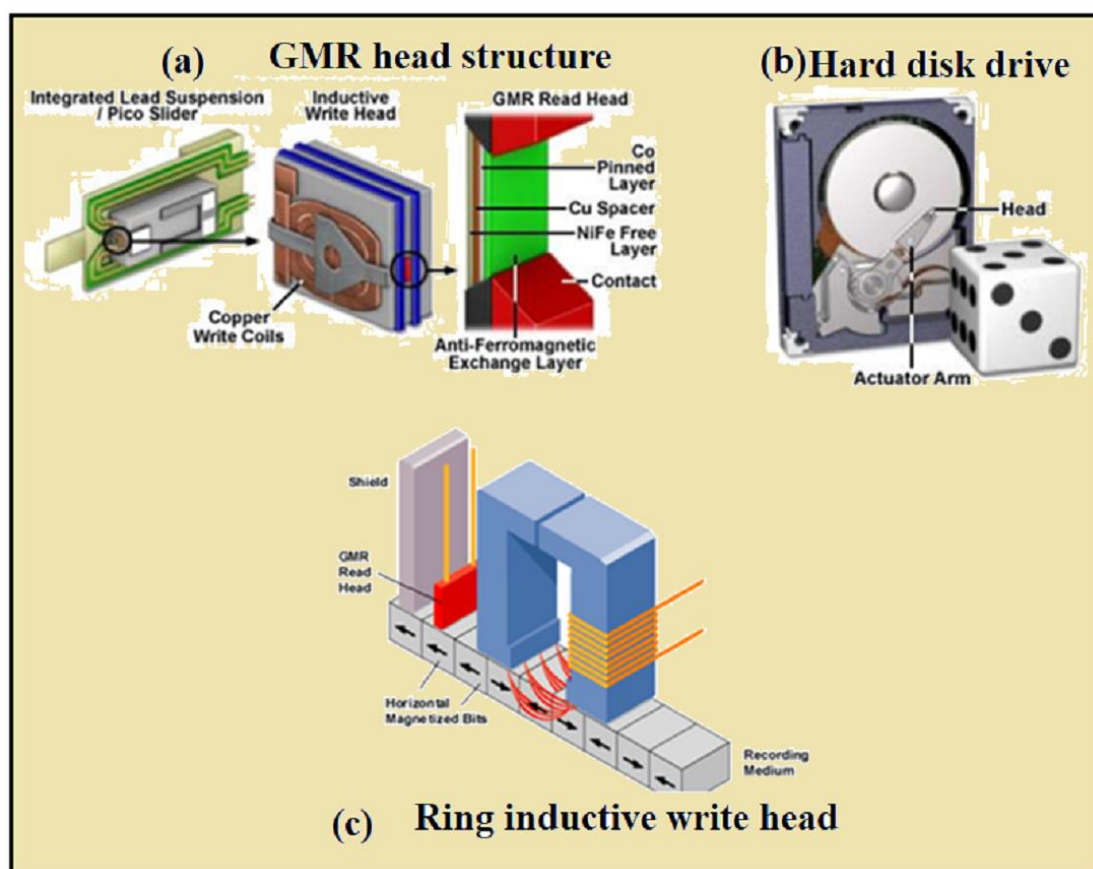 (a) GMR head structure
(b) Hard disk drive
Integrated Lead Suspension
/ Pico Slider
Inductive
Write Head
GMR Read Head
Co
Pinned
Layer
Cu Spacer
NiFe Free
Layer
Contact
Copper
Write Coils
Anti-Ferromagnetic
Exchange Layer
Head
Actuator Arm
Shield
GMR
Read
Head
Horizontal
Magnetized Bits
Recording
Medium
(c) Ring inductive write head